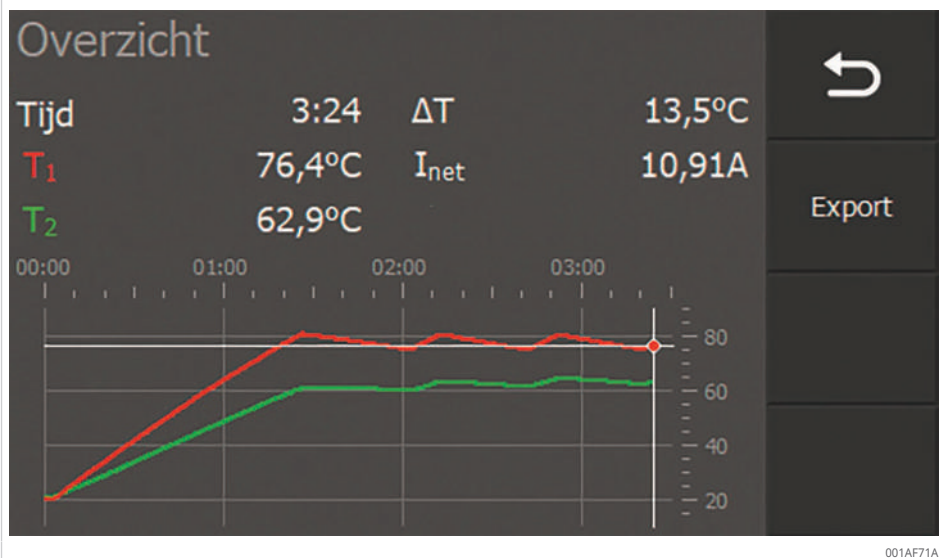 Overzicht
Tijd 3:24 ΔT 13,5°C
T1 76,4°C Inet 10,91A
T2 62,9°C
Export
00:00 01:00 02:00 03:00
80
60
40
20
001AF71A